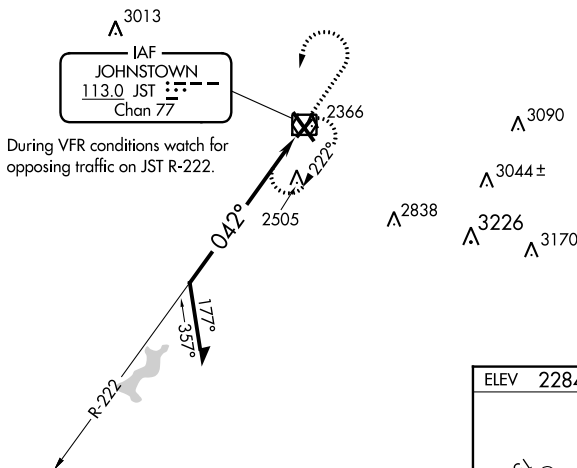 3013
IAF
JOHNSTOWN
113.0 JST
Chan 77
2366
3090
During VFR conditions watch for
opposing traffic on JST R-222.
222°
3044±
2505
2838
3226
3170
042°
177°
357°
R-222
ELEV 2284